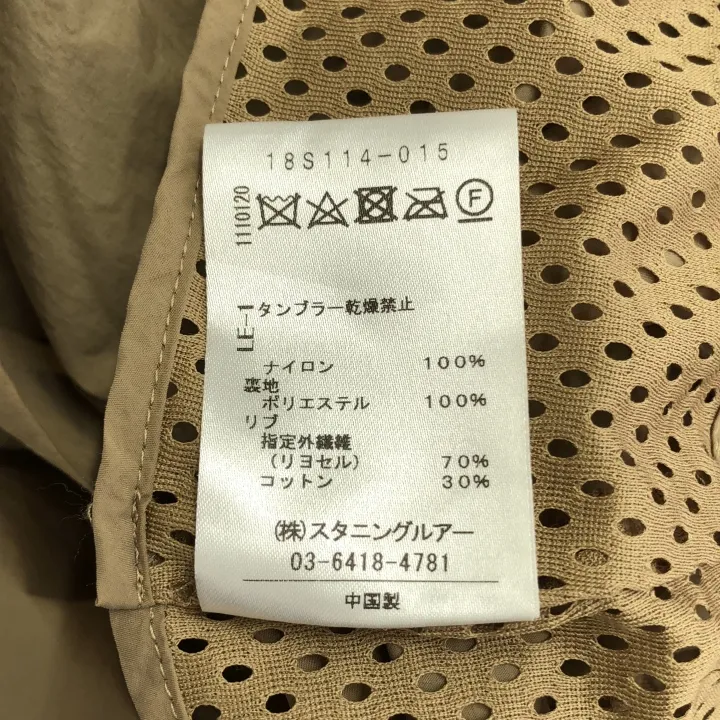 18S114-015
1110120
F
LE-1
タンブラー乾燥禁止
ナイロン 100%
裏地
ポリエステル 100%
リブ
指定外繊維
(リヨセル) 70%
コットン 30%
(株)スタニングルアー
03-6418-4781
中国製